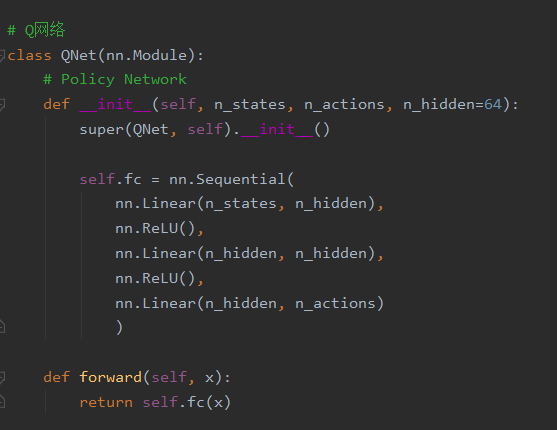 # Q网络
class QNet(nn.Module):
    # Policy Network
    def __init__(self, n_states, n_actions, n_hidden=64):
        super(QNet, self).__init__()

        self.fc = nn.Sequential(
            nn.Linear(n_states, n_hidden),
            nn.ReLU(),
            nn.Linear(n_hidden, n_hidden),
            nn.ReLU(),
            nn.Linear(n_hidden, n_actions)
            )

    def forward(self, x):
        return self.fc(x)